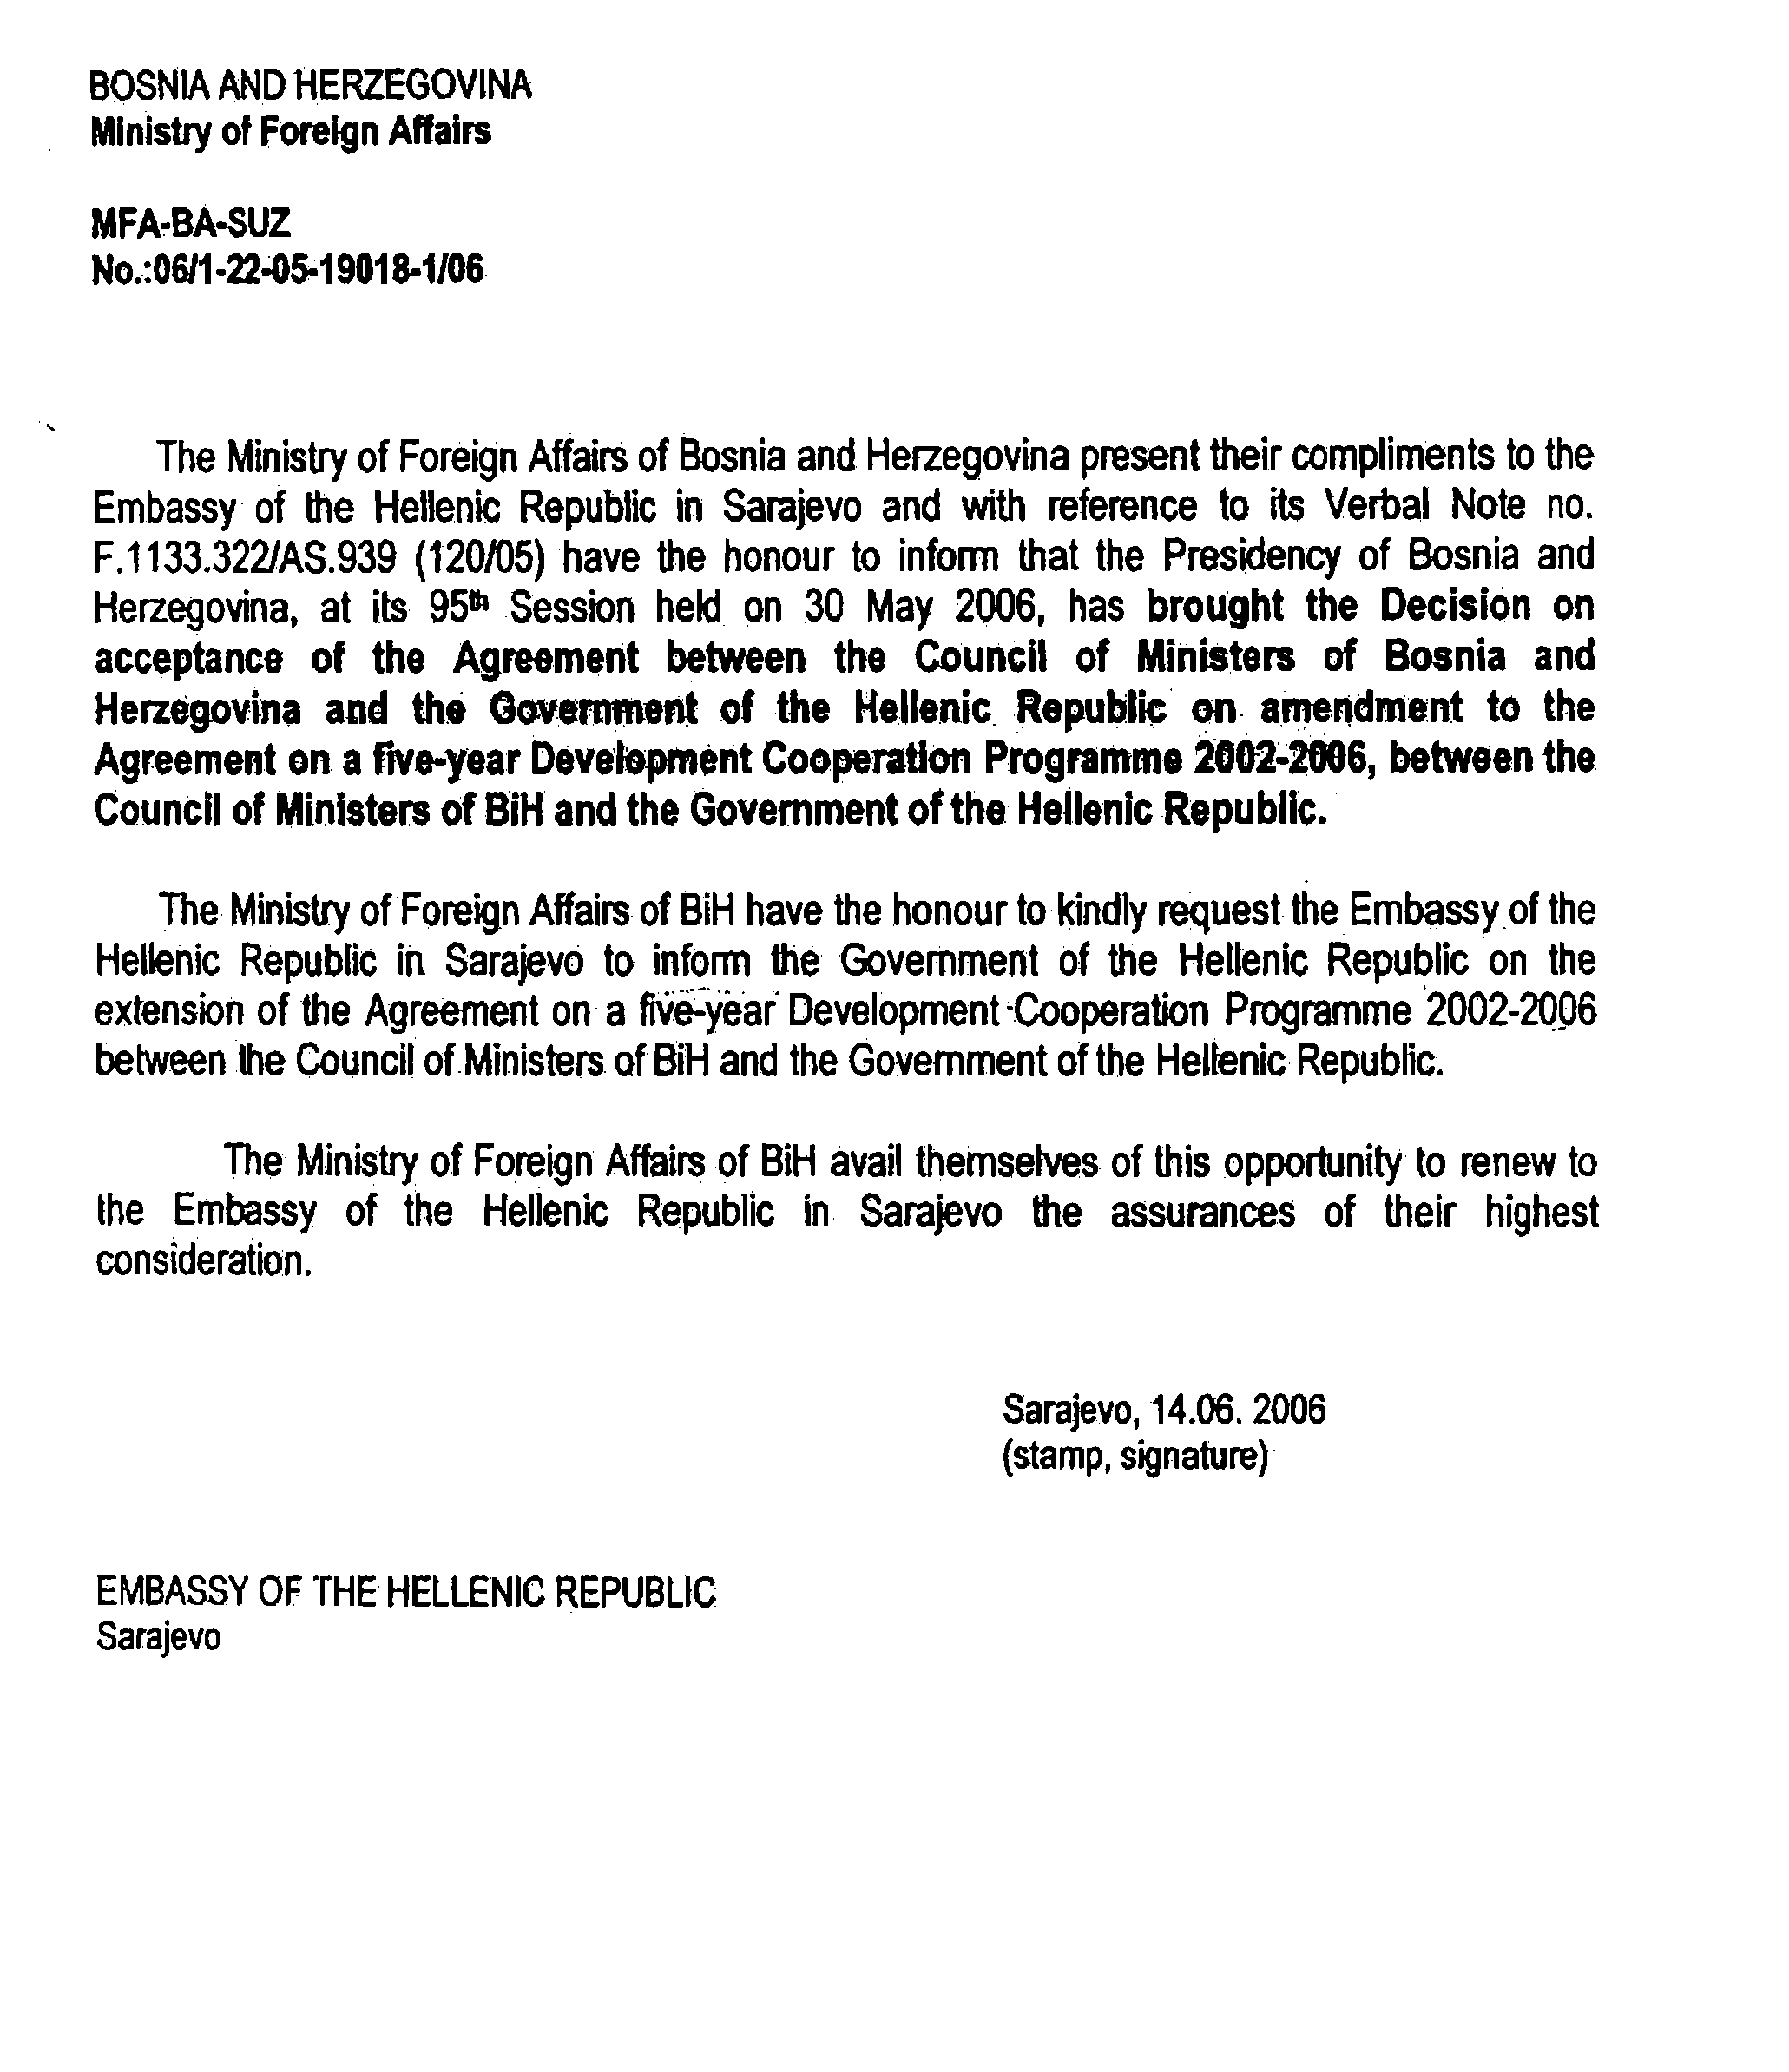 BOSNIA AND HERZEGOVINA
Ministry of Foreign Affairs
MFA-BA-SUZ
No.:06/1-22-05-19018-1/06
The Ministry of Foreign Affairs of Bosnia and Herzegovina present their compliments to the
Embassy of the Hellenic Republic in Sarajevo and with reference to its Verbal Note no.
F.1133.322/AS.939 (120/05) have the honour to inform that the Presidency of Bosnia and
Herzegovina, at its 95th Session held on 30 May 2006, has brought the Decision on
acceptance of the Agreement between the Council of Ministers of Bosnia and
Herzegovina and the Government of the Hellenic Republic on amendment to the
Agreement on a five-year Development Cooperation Programme 2002-2006, between the
Council of Ministers of BiH and the Government of the Hellenic Republic.
The Ministry of Foreign Affairs of BiH have the honour to kindly request the Embassy of the
Hellenic Republic in Sarajevo to inform the Government of the Hellenic Republic on the
extension of the Agreement on a five-year Development Cooperation Programme 2002-2006
between the Council of Ministers of BiH and the Government of the Hellenic Republic.
The Ministry of Foreign Affairs of BiH avail themselves of this opportunity to renew to
the Embassy of the Hellenic Republic in Sarajevo the assurances of their highest
consideration.
Sarajevo, 14.06. 2006
(stamp, signature)
EMBASSY OF THE HELLENIC REPUBLIC
Sarajevo